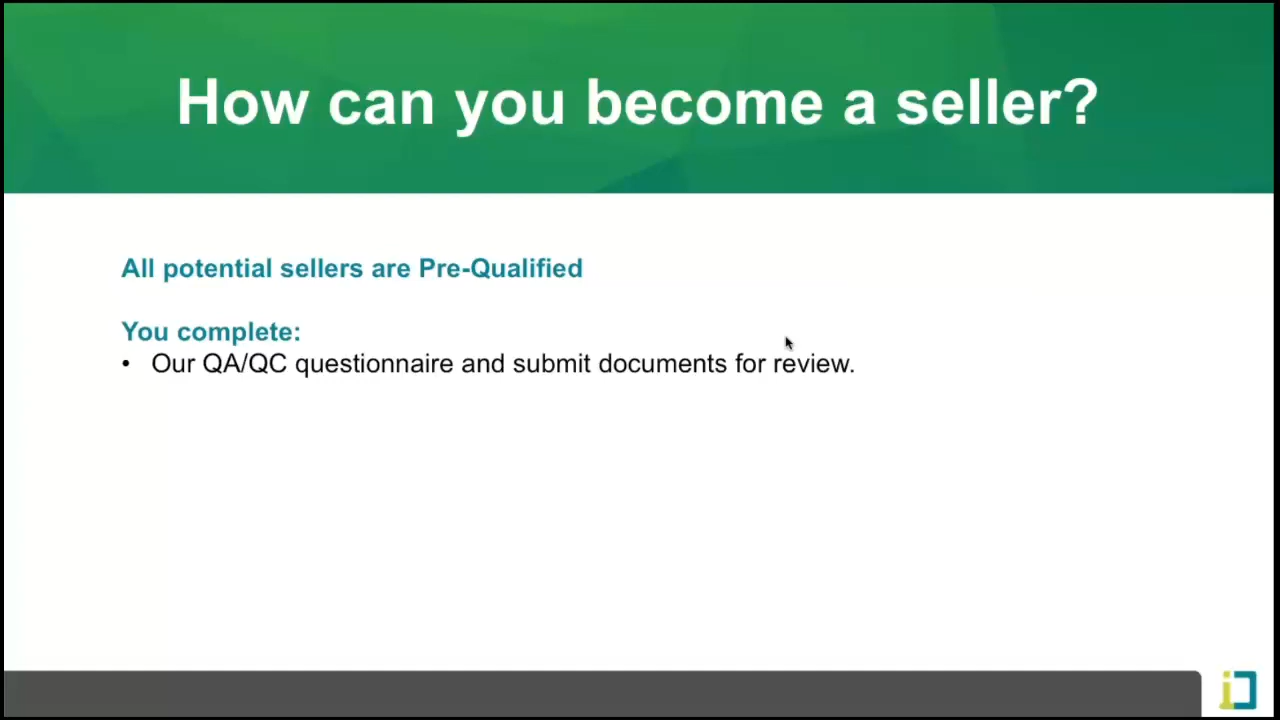 How can you become a seller?
All potential sellers are Pre-Qualified
You complete:
• Our QA/QC questionnaire and submit documents for review.